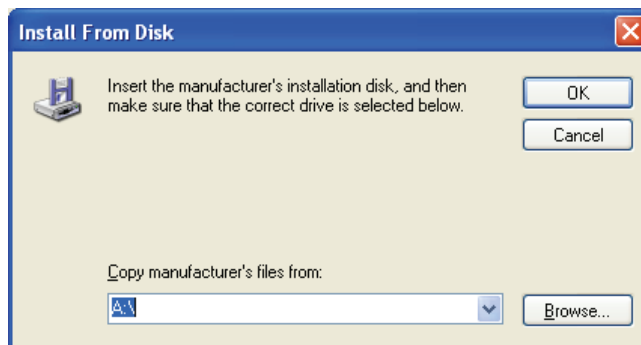 Install From Disk
Insert the manufacturer's installation disk, and then
make sure that the correct drive is selected below.
OK
Cancel
Copy manufacturer's files from:
A:\
Browse...